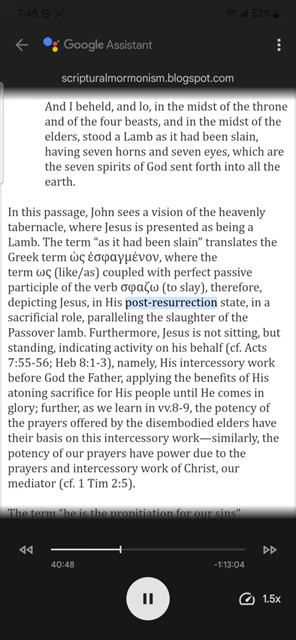 7:45
52%
Google Assistant
scripturalmormonism.blogspot.com
And I beheld, and lo, in the midst of the throne
and of the four beasts, and in the midst of the
elders, stood a Lamb as it had been slain,
having seven horns and seven eyes, which are
the seven spirits of God sent forth into all the
earth.
In this passage, John sees a vision of the heavenly
tabernacle, where Jesus is presented as being a
Lamb. The term “as it had been slain” translates the
Greek term ὡς ἐσφαγμένον, where the
term ως (like/as) coupled with perfect passive
participle of the verb σφαζω (to slay), therefore,
depicting Jesus, in His post-resurrection state, in a
sacrificial role, paralleling the slaughter of the
Passover lamb. Furthermore, Jesus is not sitting, but
standing, indicating activity on his behalf (cf. Acts
7:55-56; Heb 8:1-3), namely, His intercessory work
before God the Father, applying the benefits of His
atoning sacrifice for His people until He comes in
glory; further, as we learn in vv.8-9, the potency of
the prayers offered by the disembodied elders have
their basis on this intercessory work—similarly, the
potency of our prayers have power due to the
prayers and intercessory work of Christ, our
mediator (cf. 1 Tim 2:5).
The term “he is the propitiation for our sins”
40:48
-1:13:04
1.5x